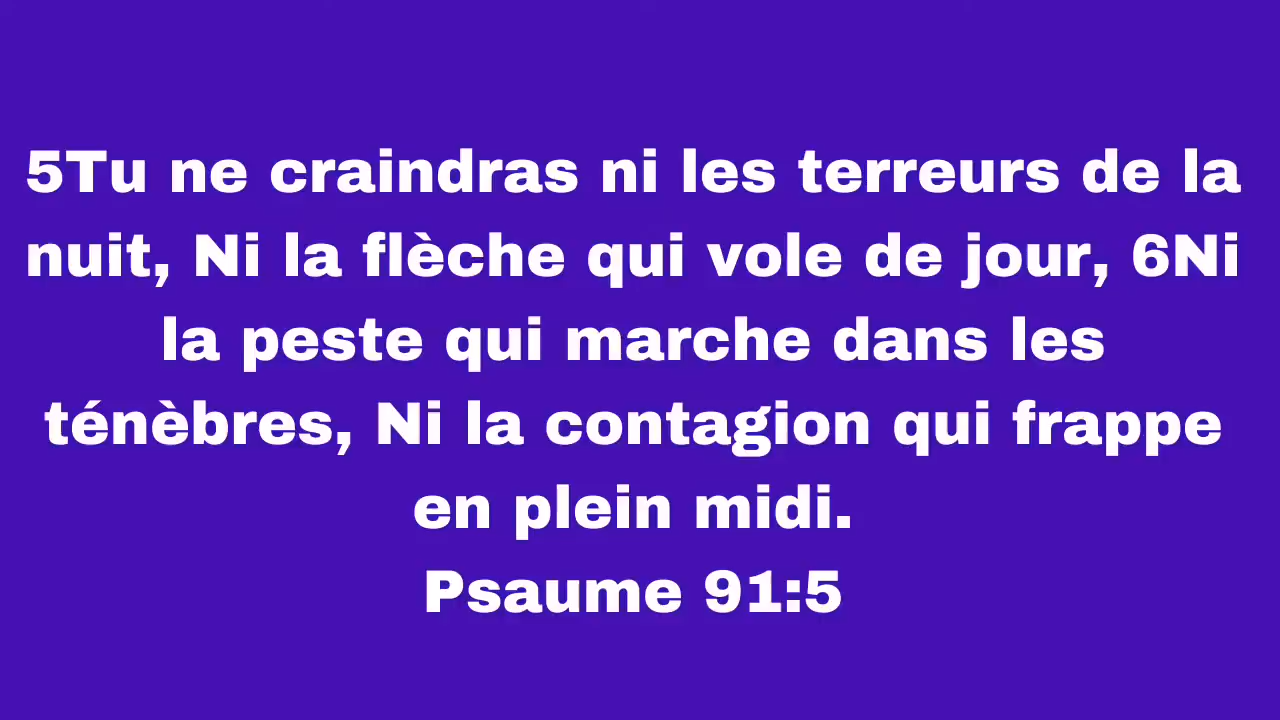 5Tu ne craindras ni les terreurs de la
nuit, Ni la flèche qui vole de jour, 6Ni
la peste qui marche dans les
ténèbres, Ni la contagion qui frappe
en plein midi.
Psaume 91:5